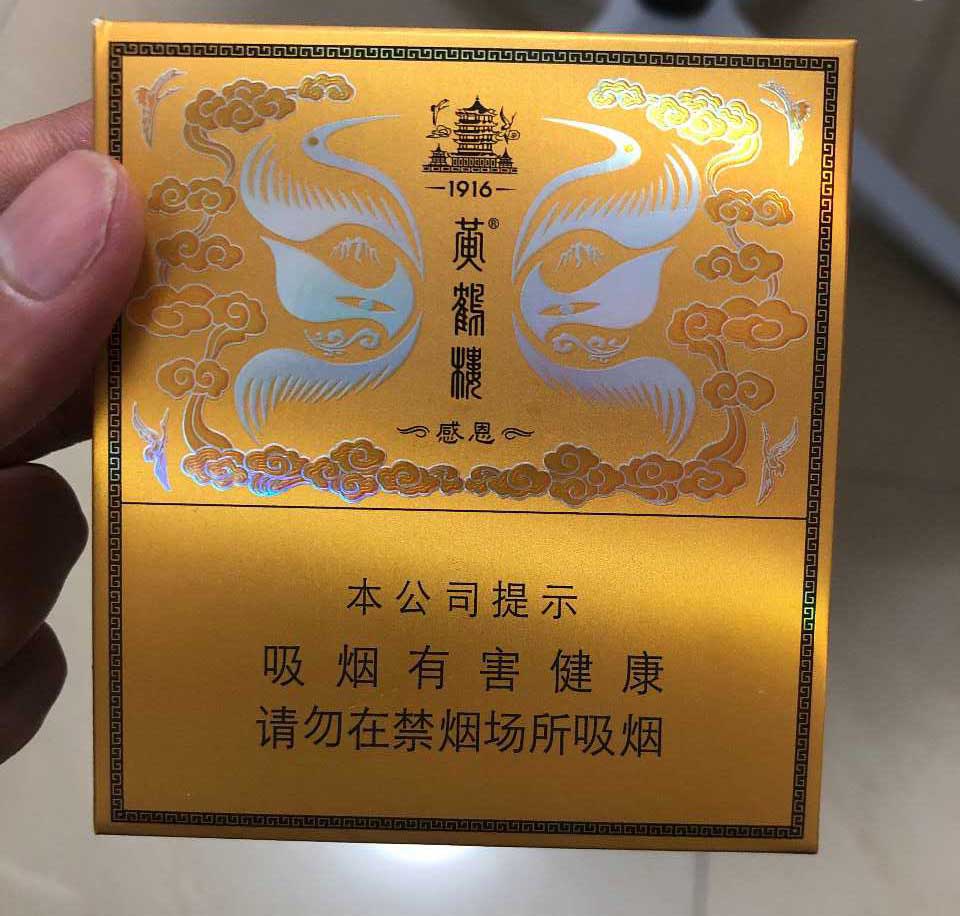 1916
黄鹤楼®
感恩
本公司提示
吸烟有害健康
请勿在禁烟场所吸烟